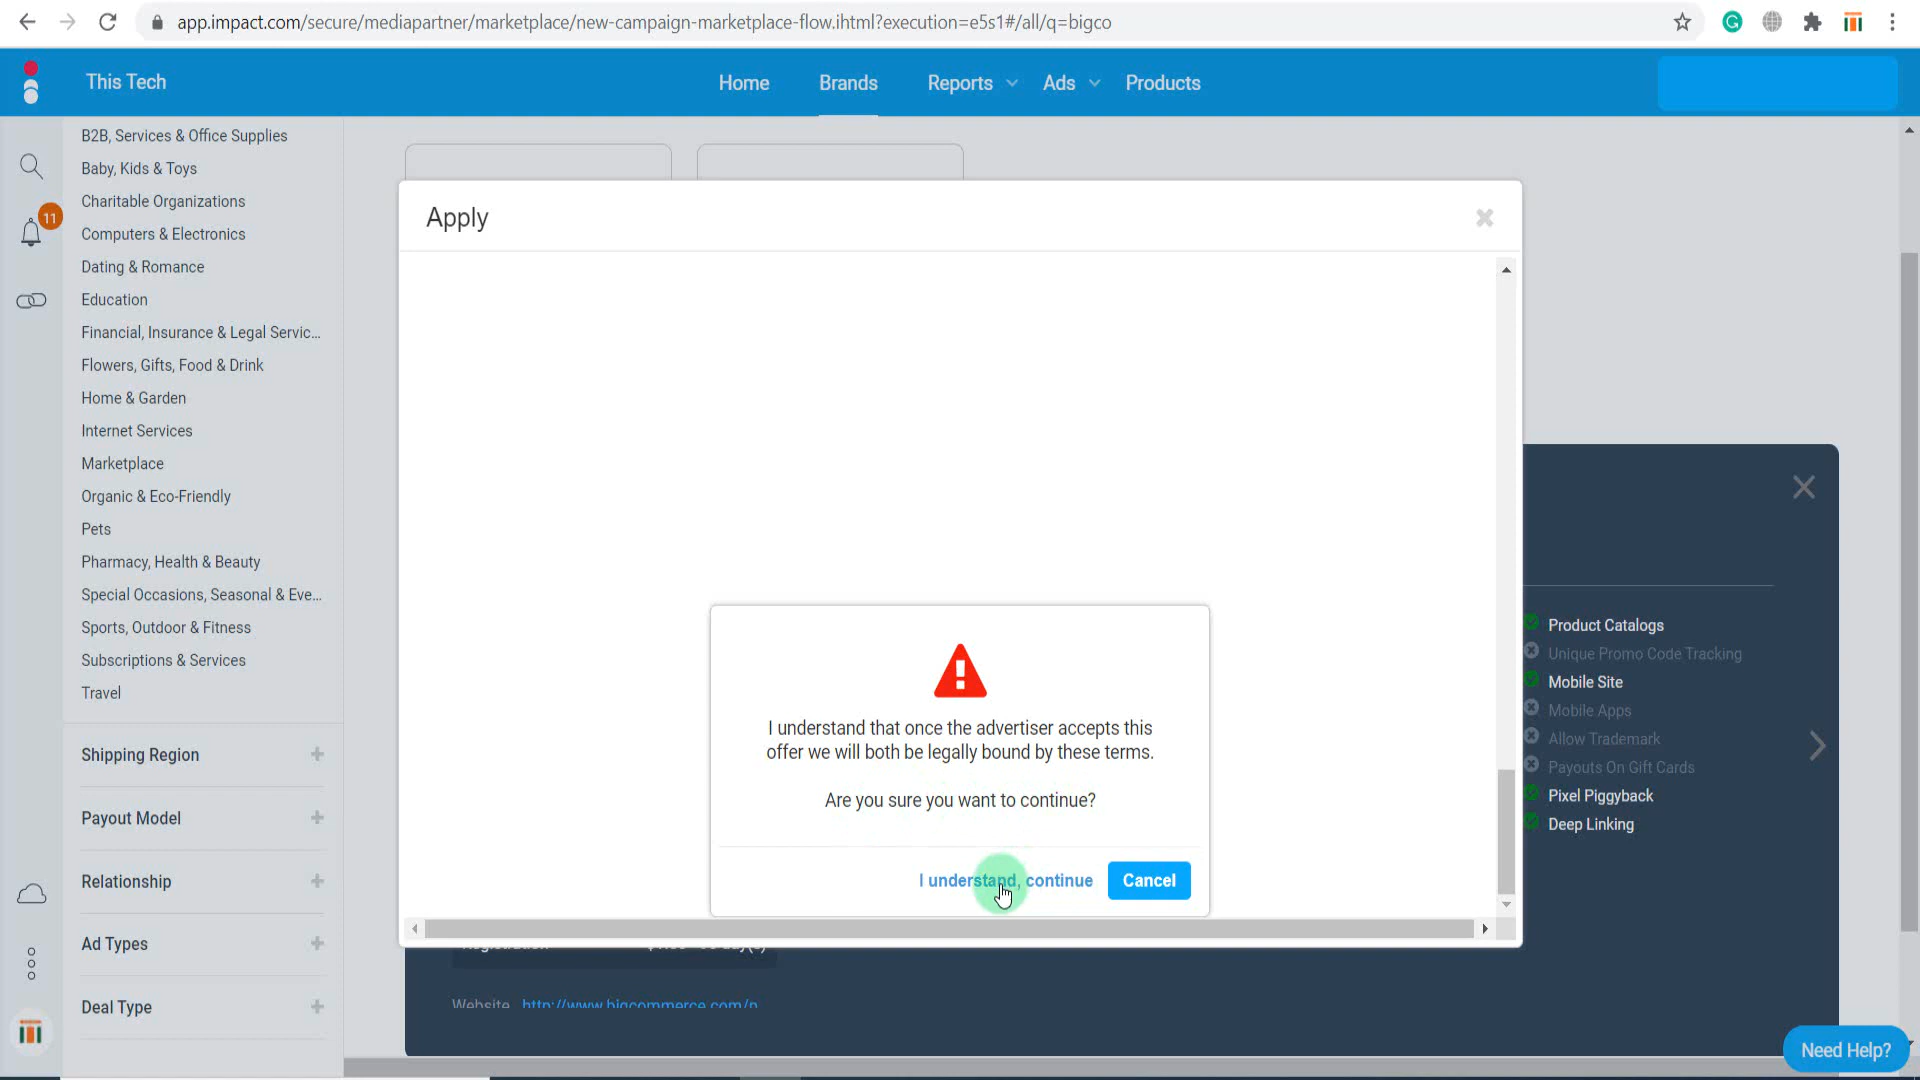 app.impact.com/secure/mediapartner/marketplace/new-campaign-marketplace-flow.ihtml?execution=e5s1#/all/q=bigco
This Tech
Home
Brands
Reports
Ads
Products
11
B2B, Services & Office Supplies
Baby, Kids & Toys
Charitable Organizations
Computers & Electronics
Dating & Romance
Education
Financial, Insurance & Legal Servic...
Flowers, Gifts, Food & Drink
Home & Garden
Internet Services
Marketplace
Organic & Eco-Friendly
Pets
Pharmacy, Health & Beauty
Special Occasions, Seasonal & Eve...
Sports, Outdoor & Fitness
Subscriptions & Services
Travel
Shipping Region
Payout Model
Relationship
Ad Types
Deal Type
Apply
I understand that once the advertiser accepts this
offer we will both be legally bound by these terms.
Are you sure you want to continue?
I understand, continue
Cancel
Product Catalogs
Unique Promo Code Tracking
Mobile Site
Mobile Apps
Allow Trademark
Payouts On Gift Cards
Pixel Piggyback
Deep Linking
Website http://www.bigcommerce.com/p
Need Help?